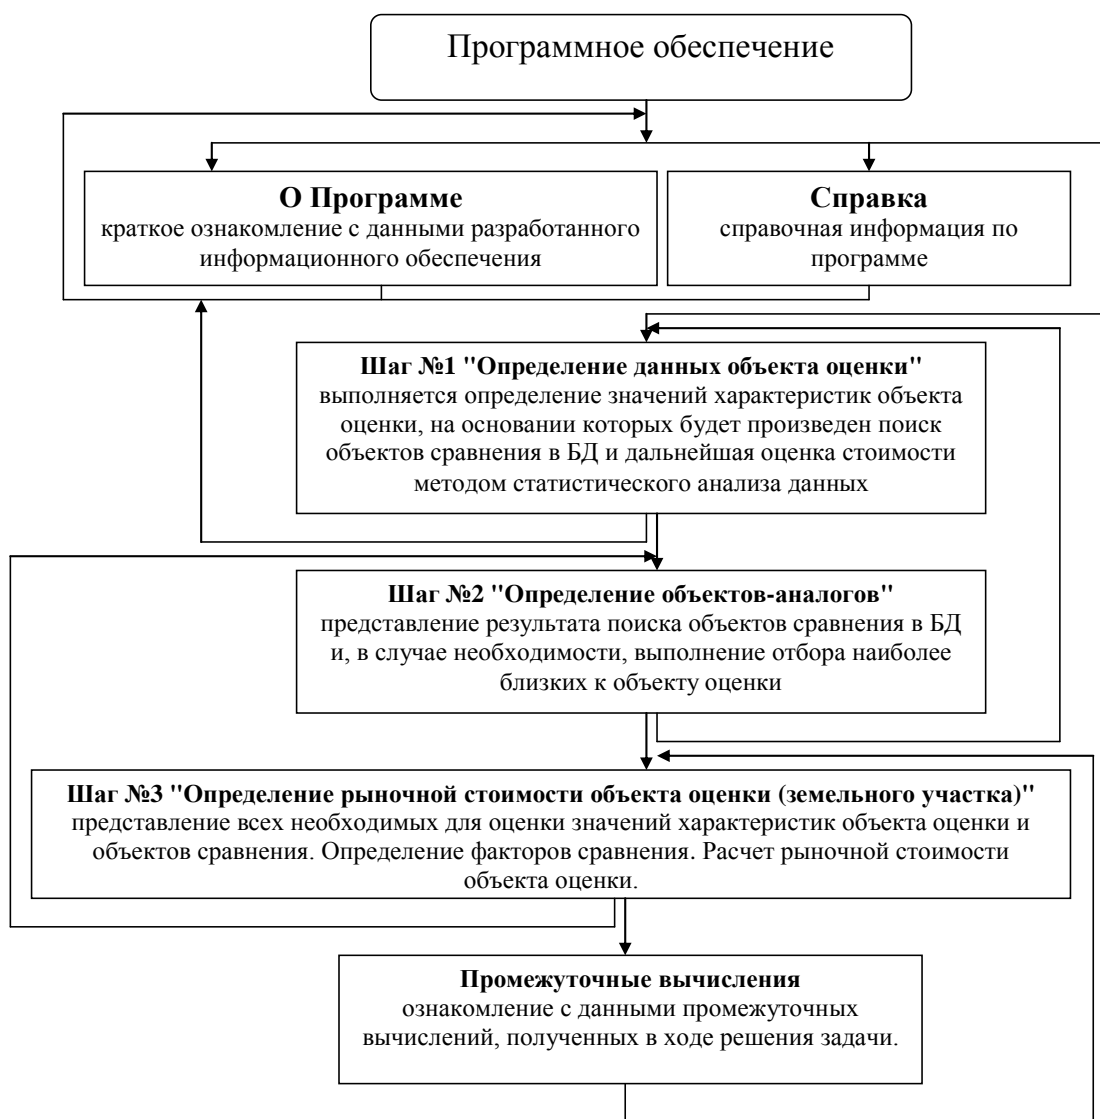 Программное обеспечение
О Программе
краткое ознакомление с данными разработанного
информационного обеспечения
Справка
справочная информация по
программе
Шаг №1 "Определение данных объекта оценки"
выполняется определение значений характеристик объекта
оценки, на основании которых будет произведен поиск
объектов сравнения в БД и дальнейшая оценка стоимости
методом статистического анализа данных
Шаг №2 "Определение объектов-аналогов"
представление результата поиска объектов сравнения в БД
и, в случае необходимости, выполнение отбора наиболее
близких к объекту оценки
Шаг №3 "Определение рыночной стоимости объекта оценки (земельного участка)"
представление всех необходимых для оценки значений характеристик объекта оценки и
объектов сравнения. Определение факторов сравнения. Расчет рыночной стоимости
объекта оценки.
Промежуточные вычисления
ознакомление с данными промежуточных
вычислений, полученных в ходе решения задачи.